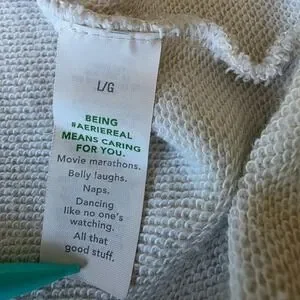 L/G
BEING
#AERIEREAL
MEANS CARING
FOR YOU.
Movie marathons.
Belly laughs.
Naps.
Dancing
like no one's
watching.
All that
good stuff.